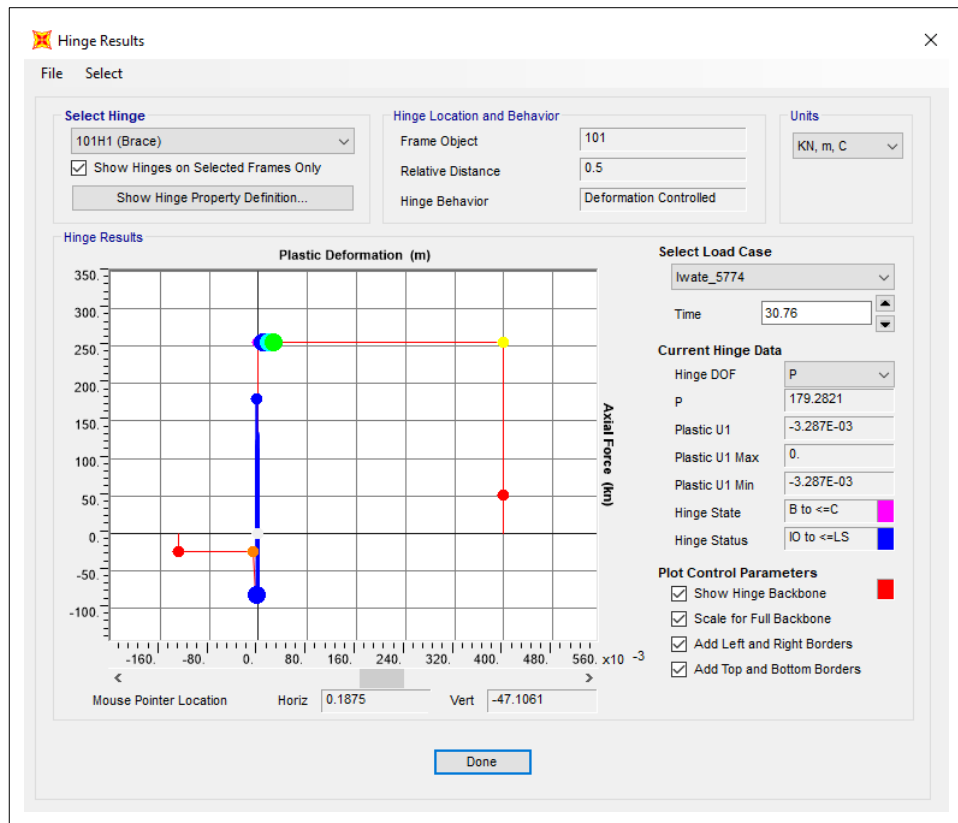 Hinge Results
File Select
Select Hinge
101H1 (Brace)
Show Hinges on Selected Frames Only
Show Hinge Property Definition...
Hinge Location and Behavior
Frame Object 101
Relative Distance 0.5
Hinge Behavior Deformation Controlled
Units
KN, m, C
Hinge Results
Plastic Deformation (m)
350.
300.
250.
200.
150.
100.
50.
0.
-50.
-100.
Axial Force (kn)
-160. -80. 0. 80. 160. 240. 320. 400. 480. 560. x10 -3
Mouse Pointer Location Horiz 0.1875 Vert -47.1061
Select Load Case
Iwate_5774
Time 30.76
Current Hinge Data
Hinge DOF P
P 179.2821
Plastic U1 -3.287E-03
Plastic U1 Max 0.
Plastic U1 Min -3.287E-03
Hinge State B to <=C
Hinge Status IO to <=LS
Plot Control Parameters
Show Hinge Backbone
Scale for Full Backbone
Add Left and Right Borders
Add Top and Bottom Borders
Done